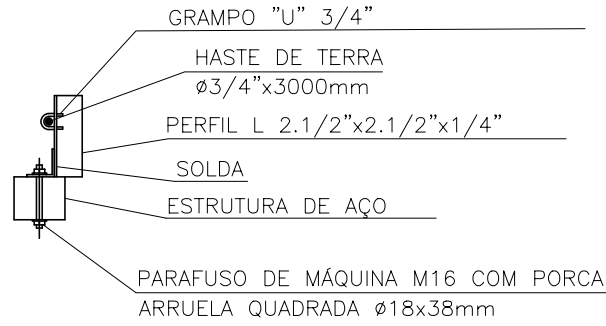 GRAMPO "U" 3/4"
HASTE DE TERRA
ø3/4"x3000mm
PERFIL L 2.1/2"x2.1/2"x1/4"
SOLDA
ESTRUTURA DE AÇO
PARAFUSO DE MÁQUINA M16 COM PORCA
ARRUELA QUADRADA ø18x38mm